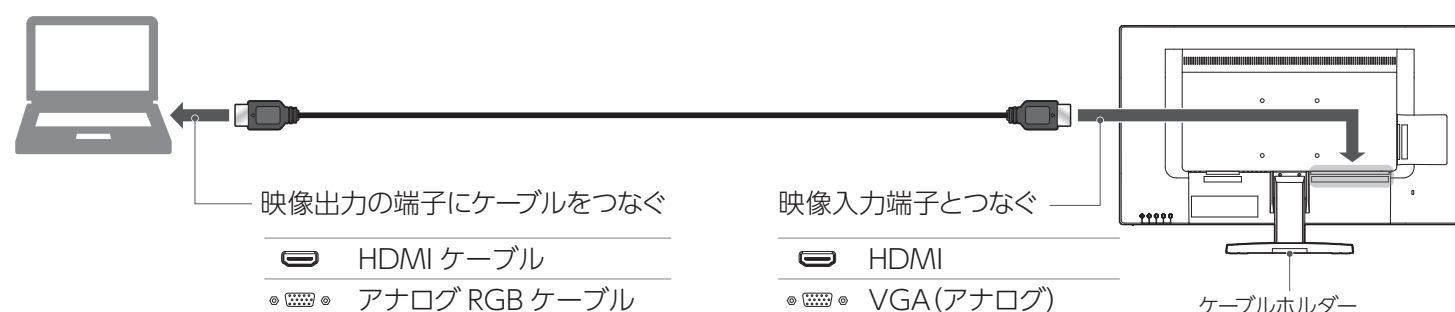 映像出力の端子にケーブルをつなぐ
HDMI ケーブル
アナログ RGB ケーブル
映像入力端子とつなぐ
HDMI
VGA(アナログ)
ケーブルホルダー